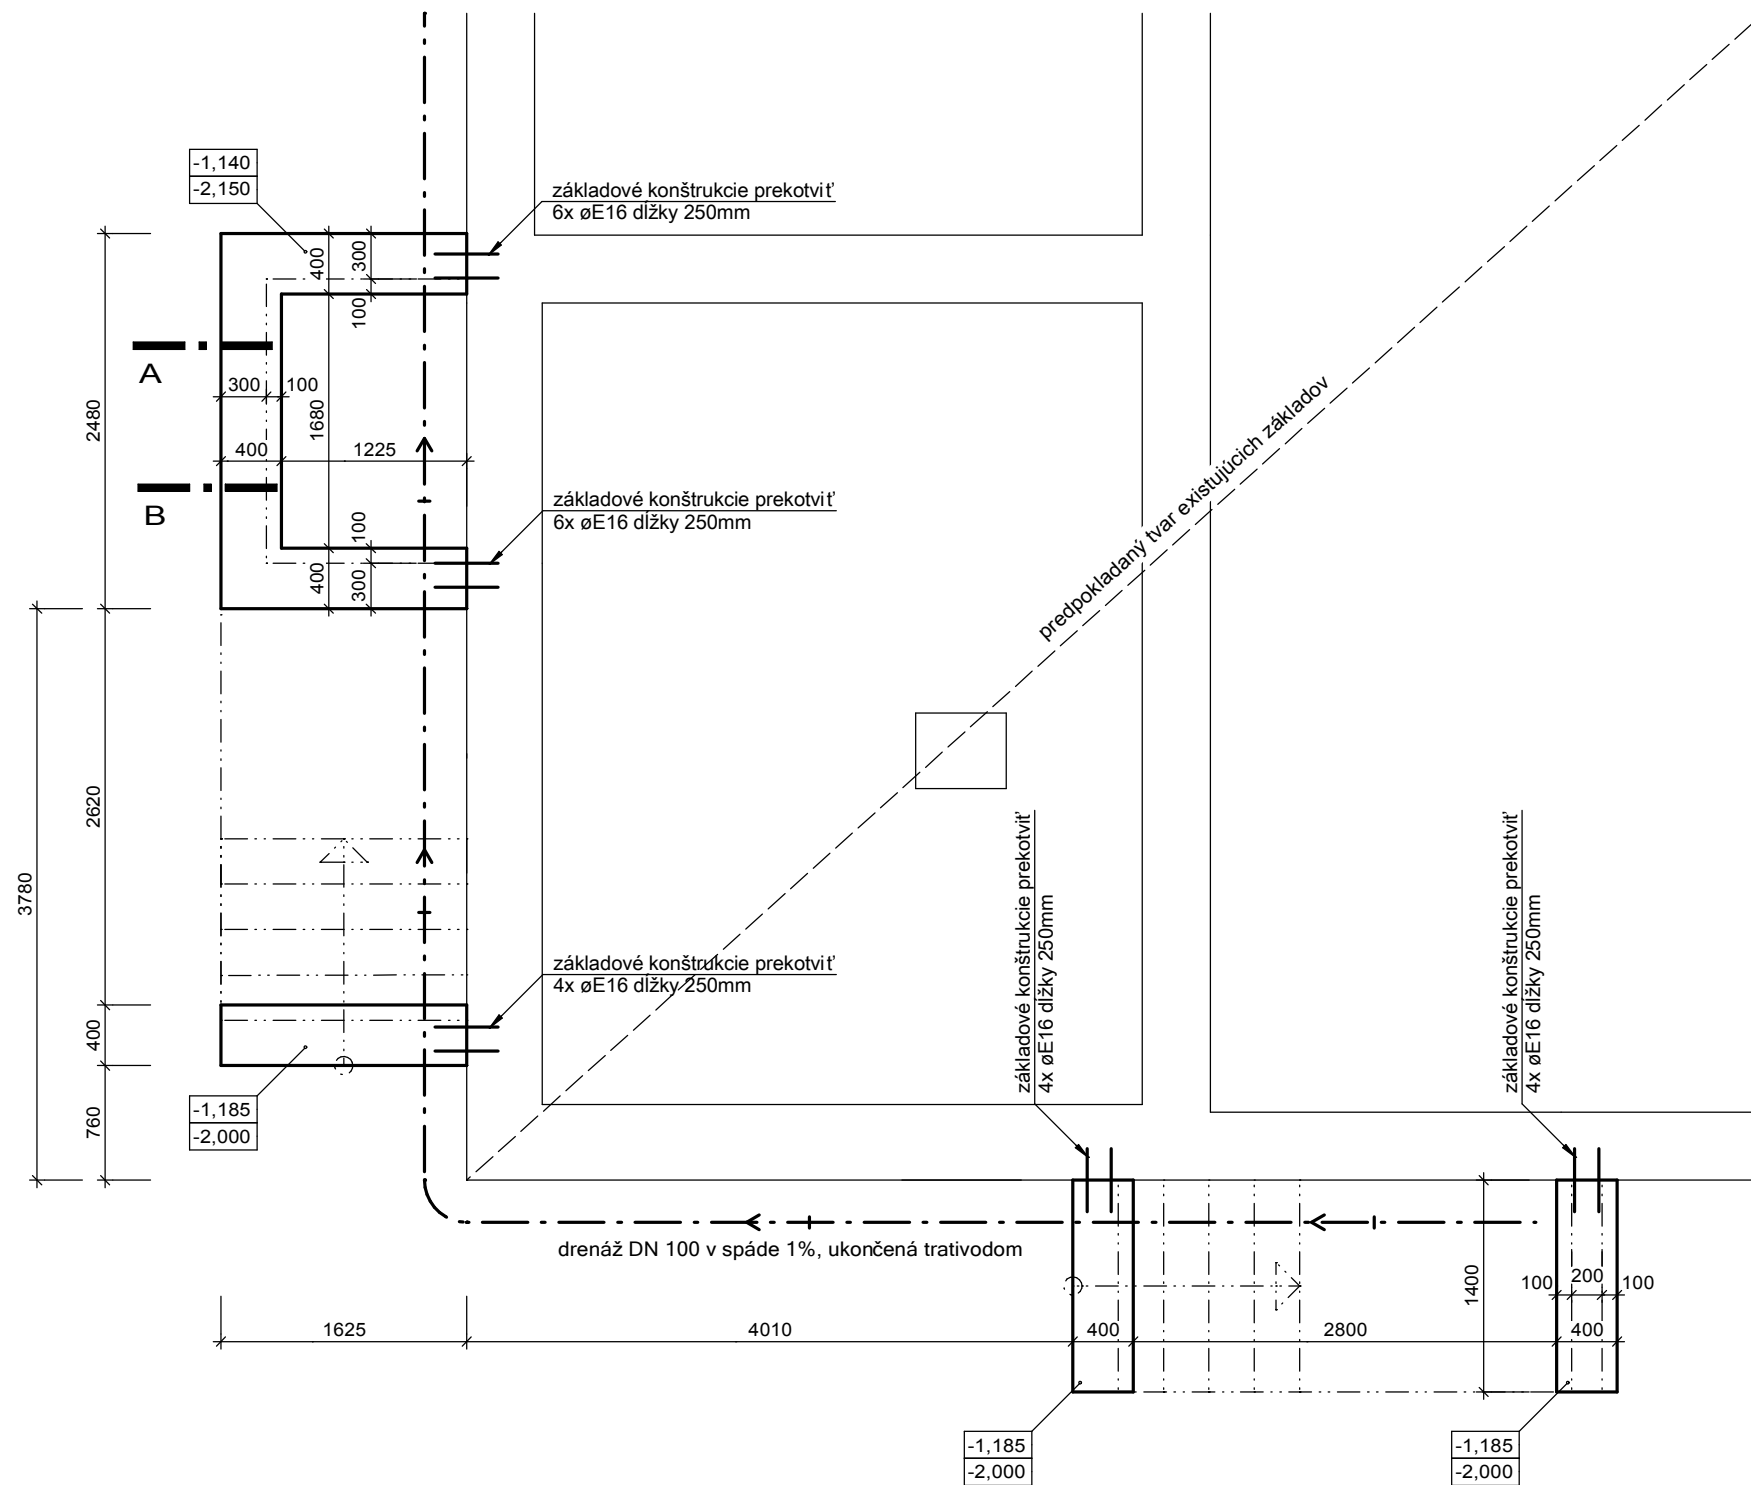 -1,140
-2,150
základové konštrukcie prekotviť
6x øE16 dĺžky 250mm
400
300
100
A
300
100
2480
1680
400
1225
B
základové konštrukcie prekotviť
6x øE16 dĺžky 250mm
100
400
300
predpokladaný tvar existujúcich základov
2620
3780
základové konštrukcie prekotviť
4x øE16 dĺžky 250mm
základové konštrukcie prekotviť
4x øE16 dĺžky 250mm
základové konštrukcie prekotviť
4x øE16 dĺžky 250mm
400
760
-1,185
-2,000
drenáž DN 100 v spáde 1%, ukončená trativodom
1400
100
200
100
1625
4010
400
2800
400
-1,185
-2,000
-1,185
-2,000